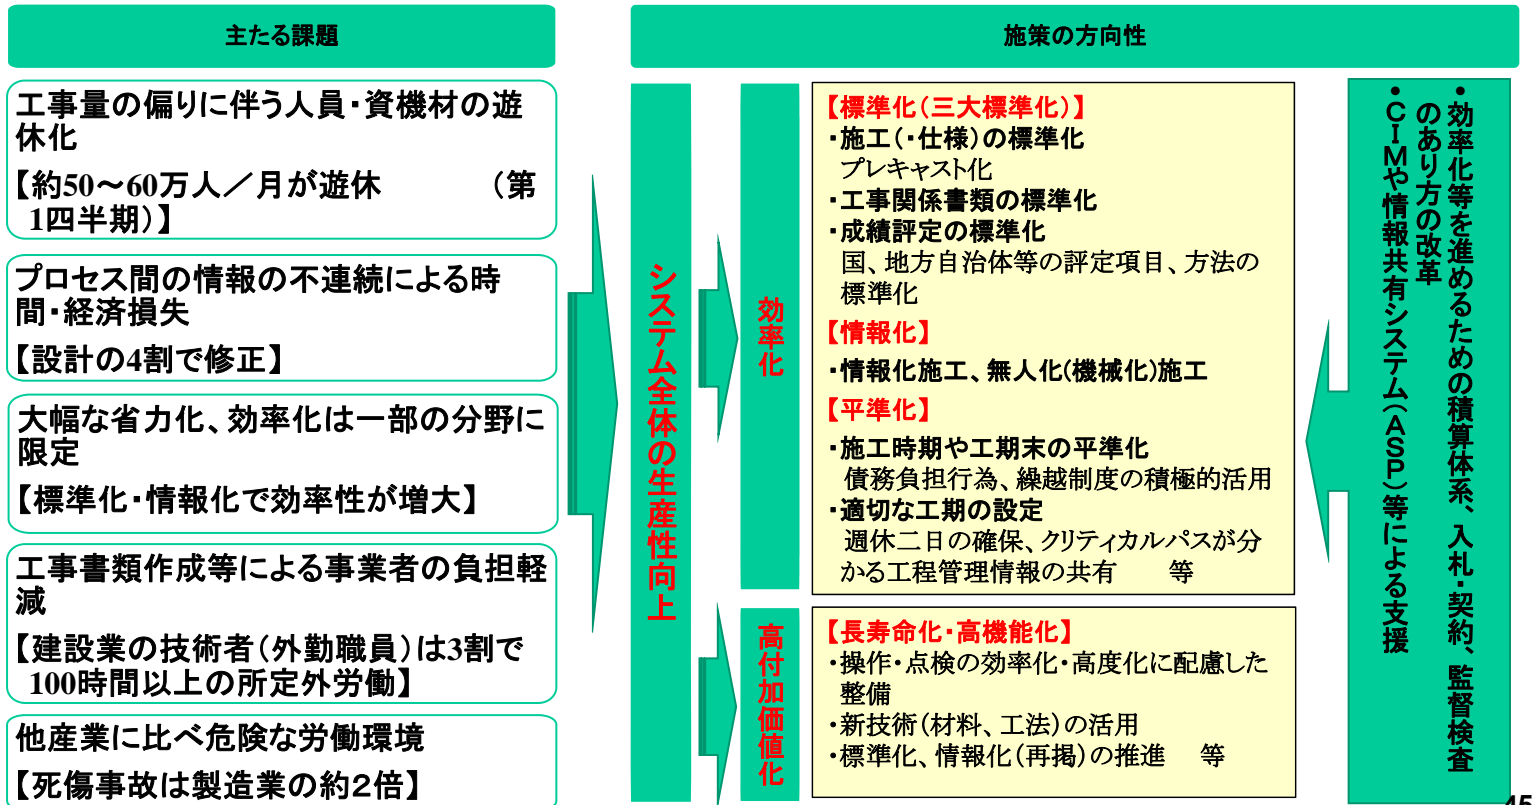 主たる課題
工事量の偏りに伴う人員・資機材の遊
休化
【約50～60万人／月が遊休　　　　（第
1四半期）】
プロセス間の情報の不連続による時
間・経済損失
【設計の4割で修正】
大幅な省力化、効率化は一部の分野に
限定
【標準化・情報化で効率性が増大】
工事書類作成等による事業者の負担軽
減
【建設業の技術者（外勤職員）は3割で
100時間以上の所定外労働】
他産業に比べ危険な労働環境
【死傷事故は製造業の約２倍】
施策の方向性
システム全体の生産性向上
効率化
【標準化（三大標準化）】
・施工（・仕様）の標準化
プレキャスト化
・工事関係書類の標準化
・成績評定の標準化
国、地方自治体等の評定項目、方法の
標準化
【情報化】
・情報化施工、無人化(機械化)施工
【平準化】
・施工時期や工期末の平準化
債務負担行為、繰越制度の積極的活用
・適切な工期の設定
週休二日の確保、クリティカルパスが分
かる工程管理情報の共有　　等
高付加価値化
【長寿命化・高機能化】
・操作・点検の効率化・高度化に配慮した
整備
・新技術（材料、工法）の活用
・標準化、情報化（再掲）の推進　等
・効率化等を進めるための積算体系、入札・契約、監督検査
のあり方の改革
・ＣＩＭや情報共有システム（ＡＳＰ）等による支援
45